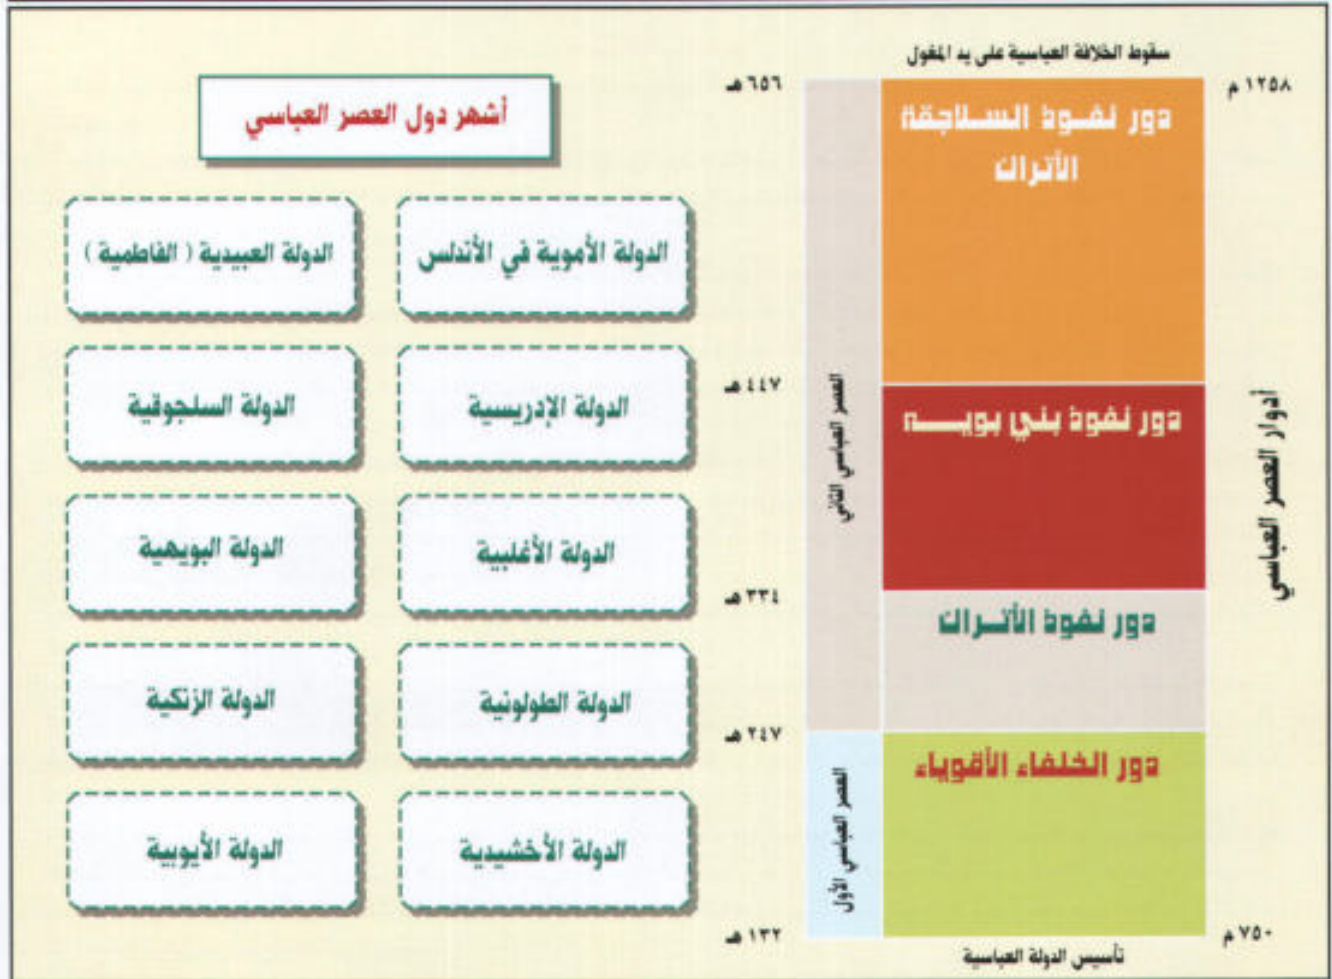 سقوط الخلافة العباسية على يد المغول
١٢٥٨ م
٦٥٦ هـ
دور نفوذ السلاجقة
الأتراك
٤٤٧ هـ
دور نفوذ بني بويه
٣٣٤ هـ
دور نفوذ الأتراك
٢٤٧ هـ
دور الخلفاء الأقوياء
٧٥٠ م
١٣٢ هـ
تأسيس الدولة العباسية
أدوار العصر العباسي
العصر العباسي الثاني
العصر العباسي الأول
أشهر دول العصر العباسي
الدولة الأموية في الأندلس
الدولة العبيدية ( الفاطمية )
الدولة الإدريسية
الدولة السلجوقية
الدولة الأغلبية
الدولة البويهية
الدولة الطولونية
الدولة الزنكية
الدولة الأخشيدية
الدولة الأيوبية